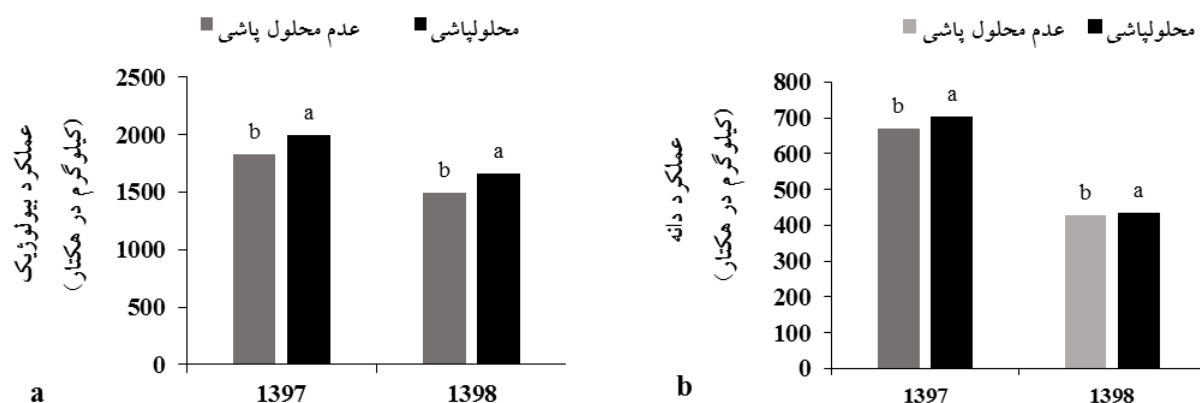 محلولپاشی
عدم محلول پاشی
عملکرد بیولوژیک
(کیلوگرم در هکتار)
2500
2000
1500
1000
500
0
b
a
b
a
1397
1398
a
محلولپاشی
عدم محلول پاشی
عملکرد دانه
(کیلوگرم در هکتار)
800
700
600
500
400
300
200
100
0
b
a
b
a
1397
1398
b